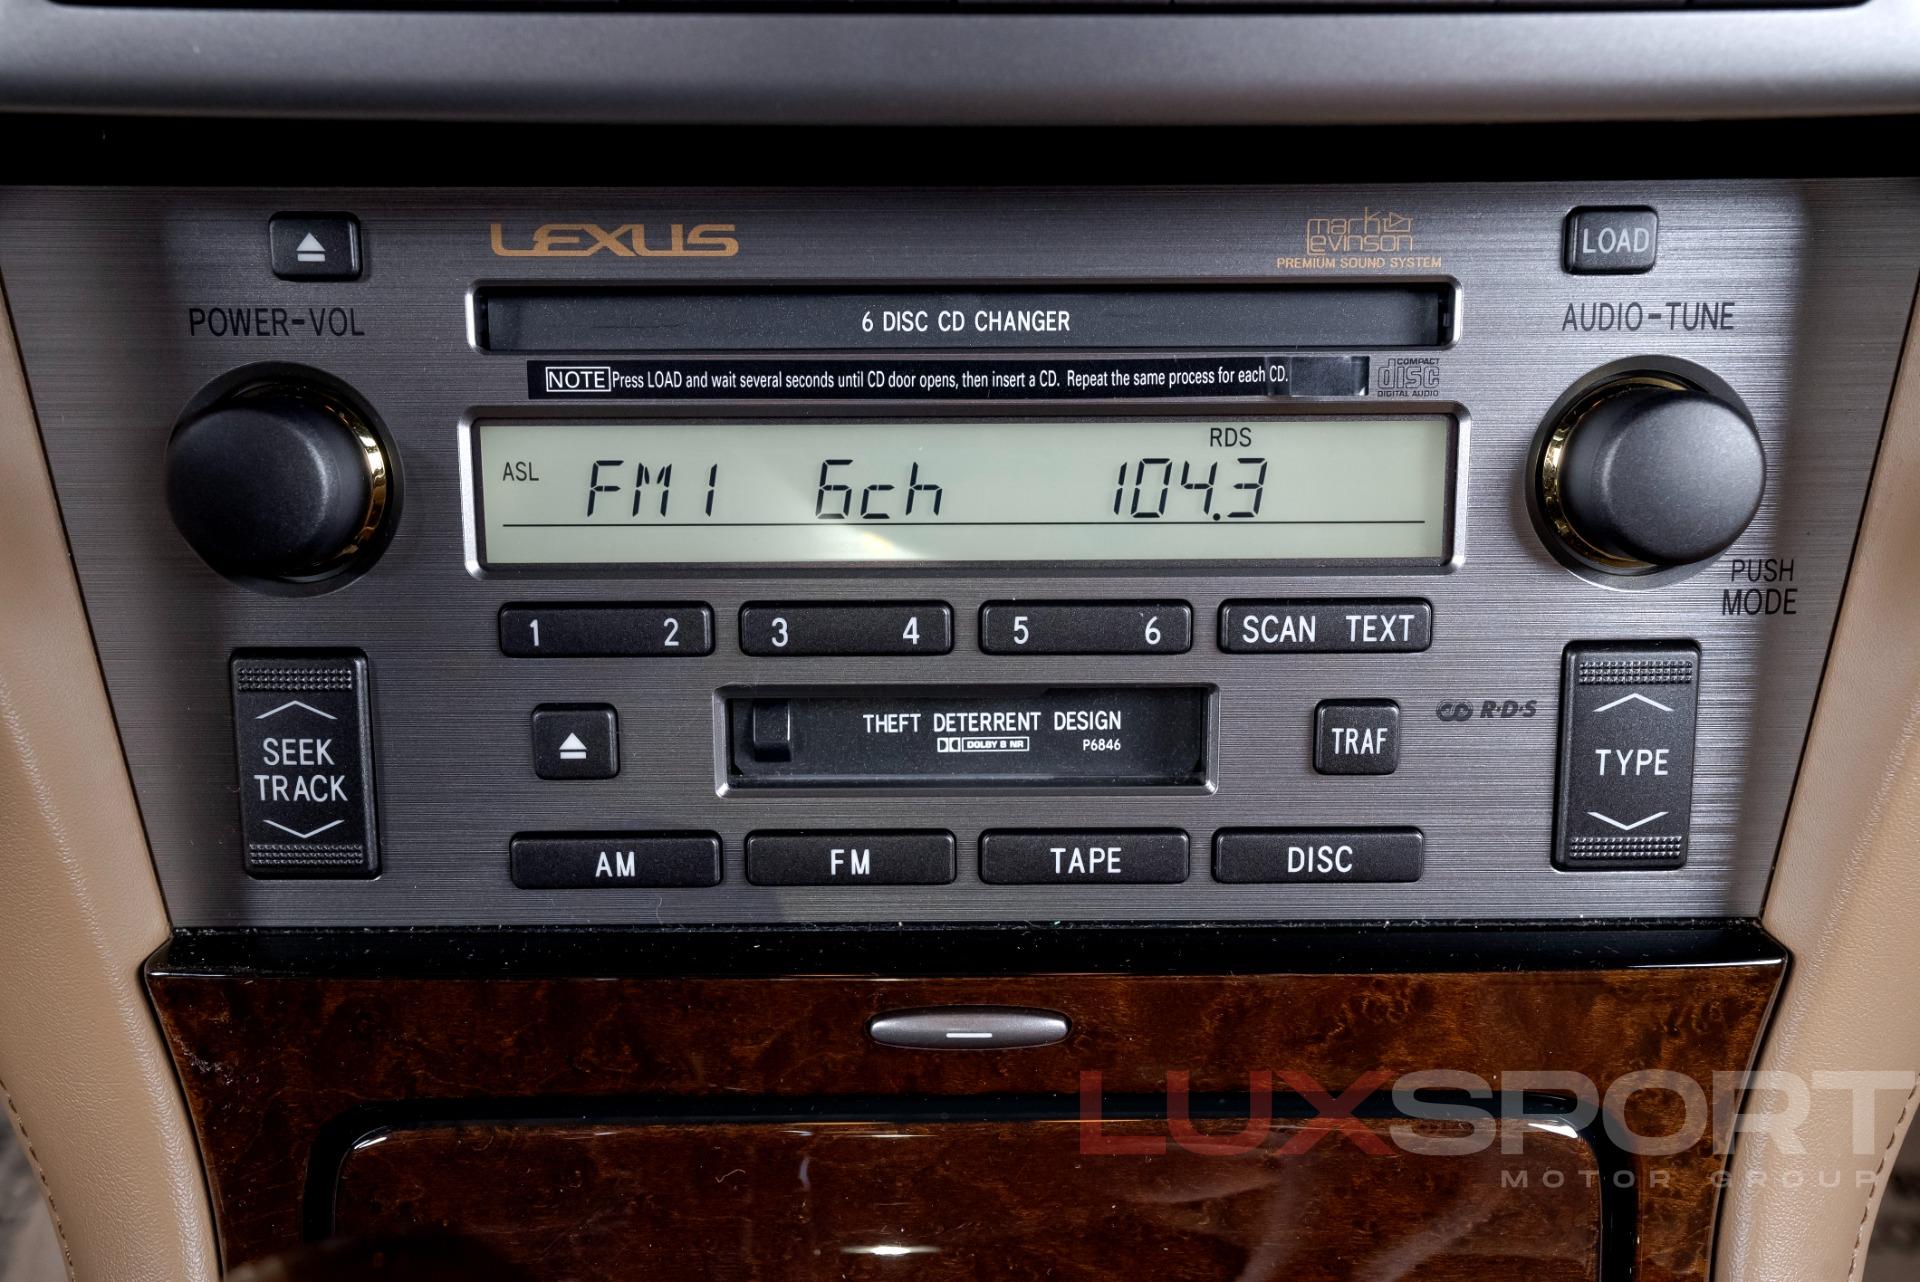 LEXUS
mark levinson
PREMIUM SOUND SYSTEM
LOAD
POWER-VOL
6 DISC CD CHANGER
AUDIO-TUNE
NOTE Press LOAD and wait several seconds until CD door opens, then insert a CD. Repeat the same process for each CD.
COMPACT
disc
DIGITAL AUDIO
RDS
ASL FM1 6ch 104.3
PUSH
MODE
1 2 3 4 5 6 SCAN TEXT
SEEK
TRACK
THEFT DETERRENT DESIGN
DOLBY B NR P6846
TRAF
R·D·S
TYPE
AM FM TAPE DISC
LUXSPORT
MOTOR GROUP